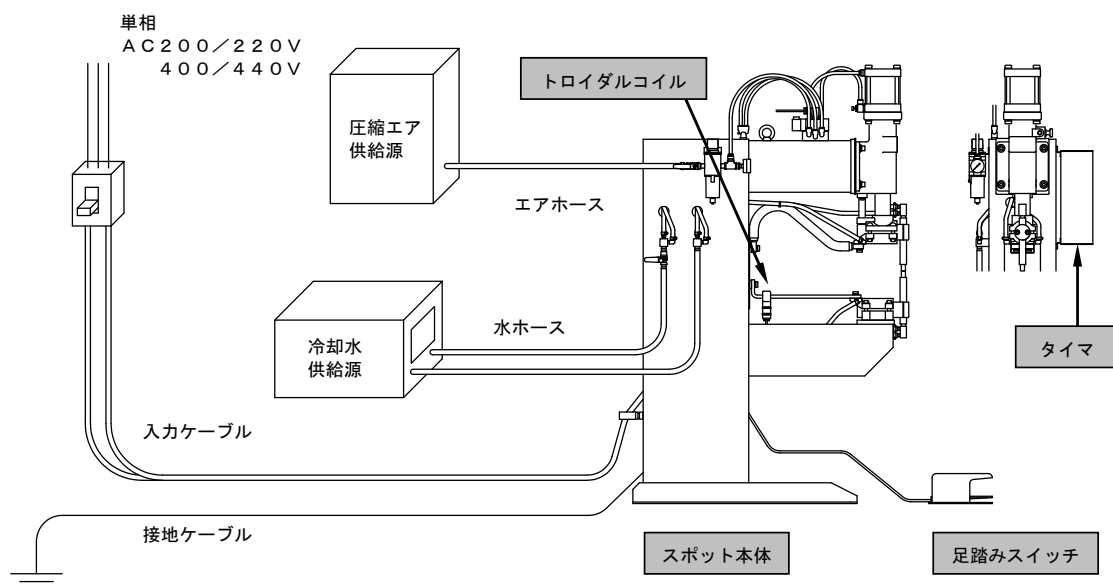 単相
ＡＣ２００／２２０Ｖ
４００／４４０Ｖ
トロイダルコイル
圧縮エア
供給源
エアホース
水ホース
冷却水
供給源
タイマ
入力ケーブル
接地ケーブル
スポット本体
足踏みスイッチ